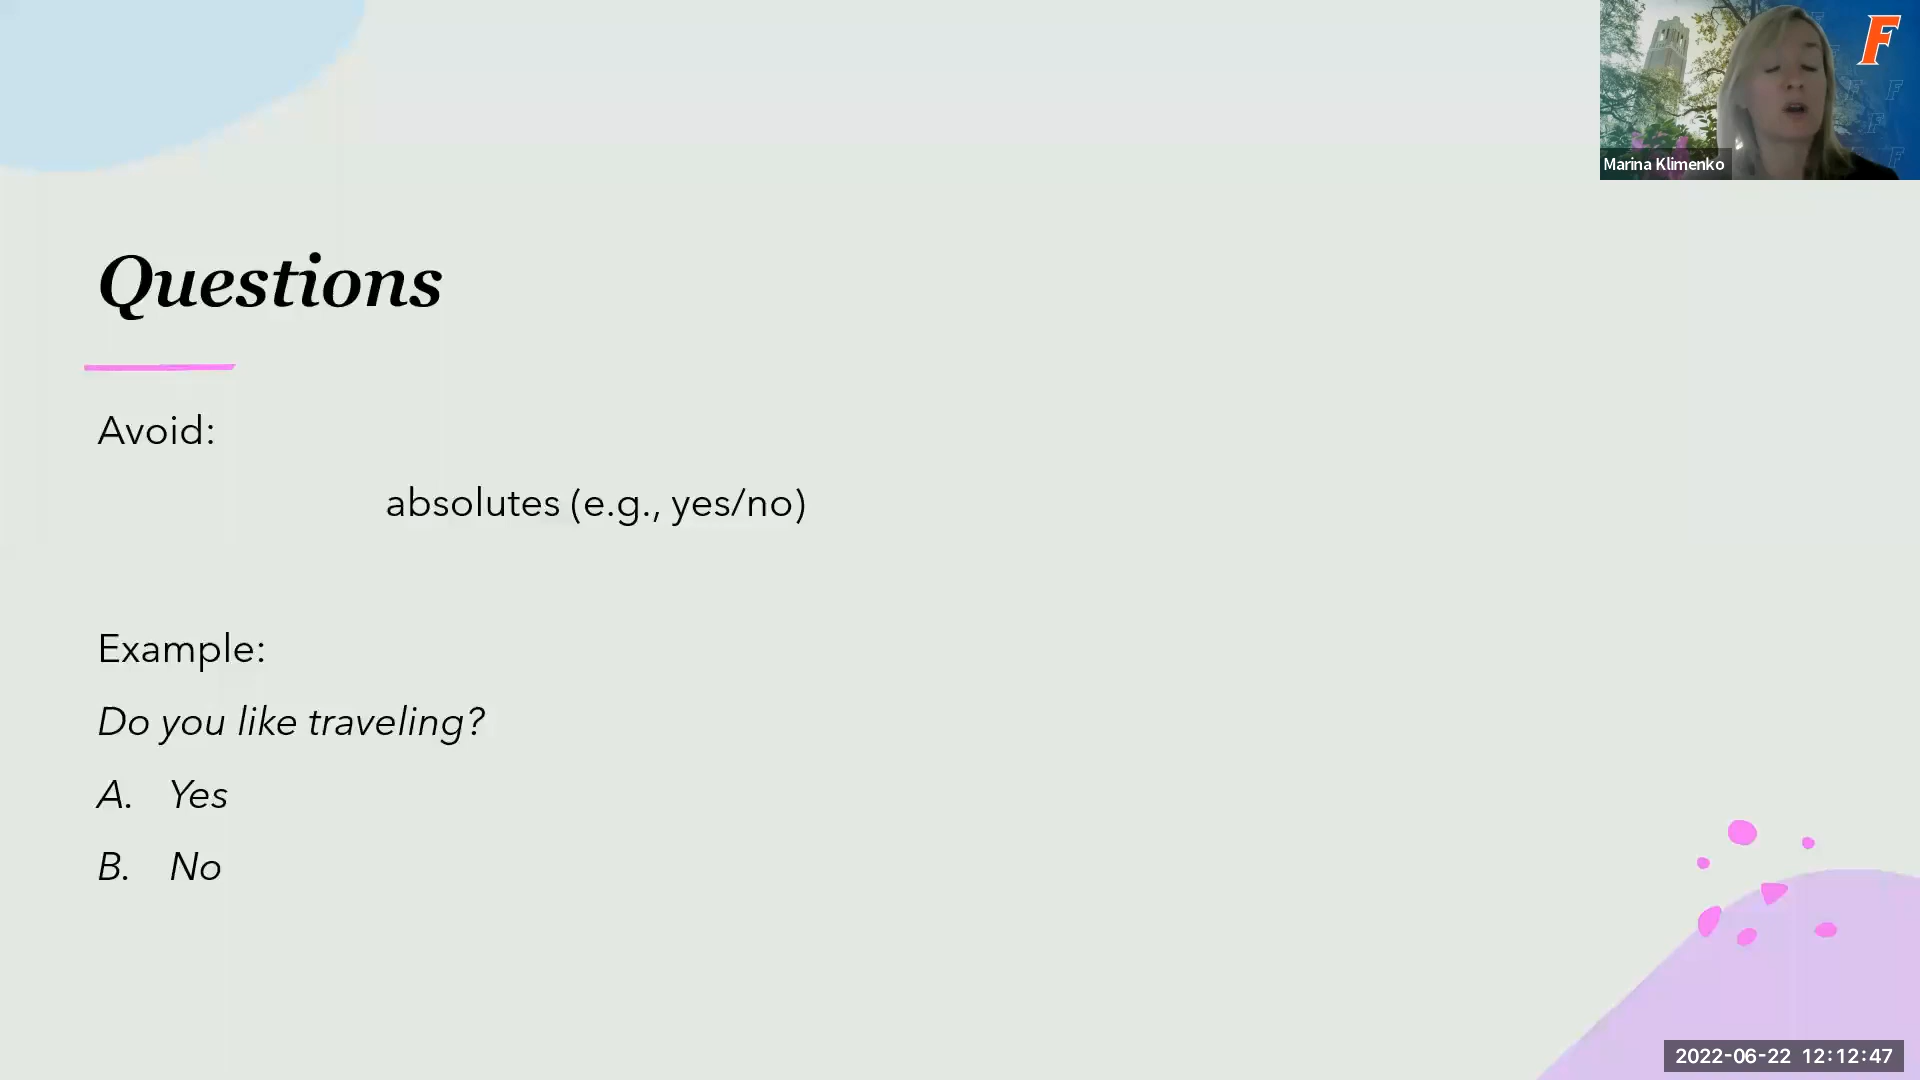 F
Marina Klimenko
Questions
Avoid:
absolutes (e.g., yes/no)
Example:
Do you like traveling?
A. Yes
B. No
2022-06-22 12:12:47